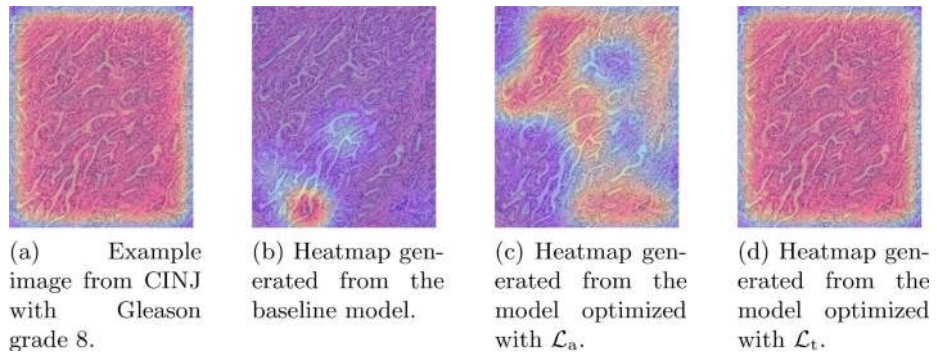 (a) Example
image from CINJ
with Gleason
grade 8.
(b) Heatmap gen-
erated from the
baseline model.
(c) Heatmap gen-
erated from the
model optimized
with ℒa.
(d) Heatmap gen-
erated from the
model optimized
with ℒt.